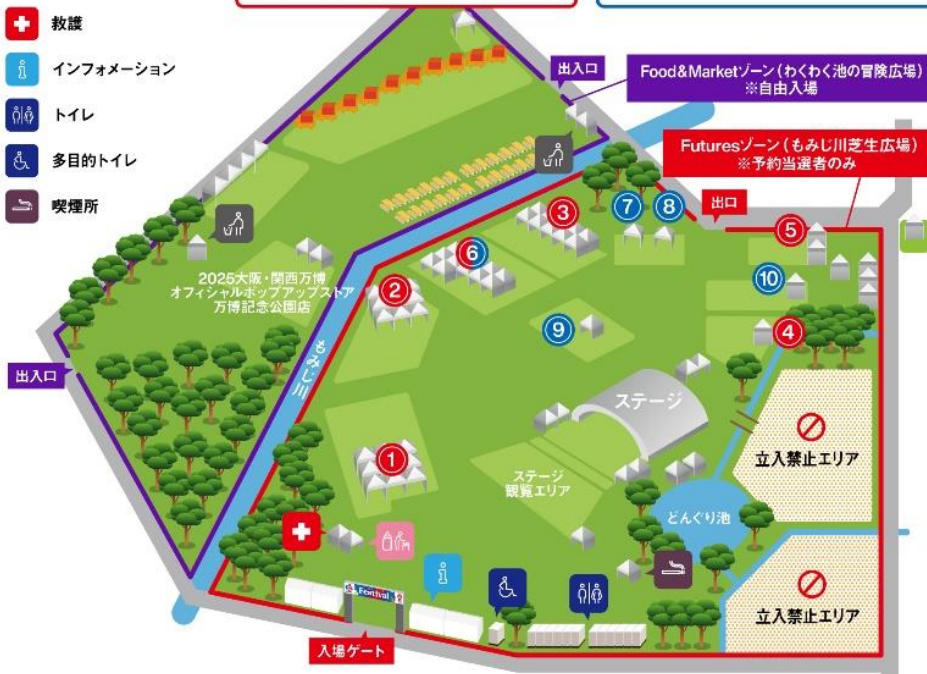 救護
インフォメーション
トイレ
多目的トイレ
喫煙所
出入口
Food&Marketゾーン(わくわく池の冒険広場)
※自由入場
Futuresゾーン(もみじ川芝生広場)
※予約当選者のみ
出口
3
7
8
5
6
10
2
2025大阪・関西万博
オフィシャルポップアップストア
万博記念公園店
9
4
もみじ川
出入口
ステージ
1
立入禁止エリア
ステージ
観覧エリア
どんぐり池
Festival
立入禁止エリア
入場ゲート